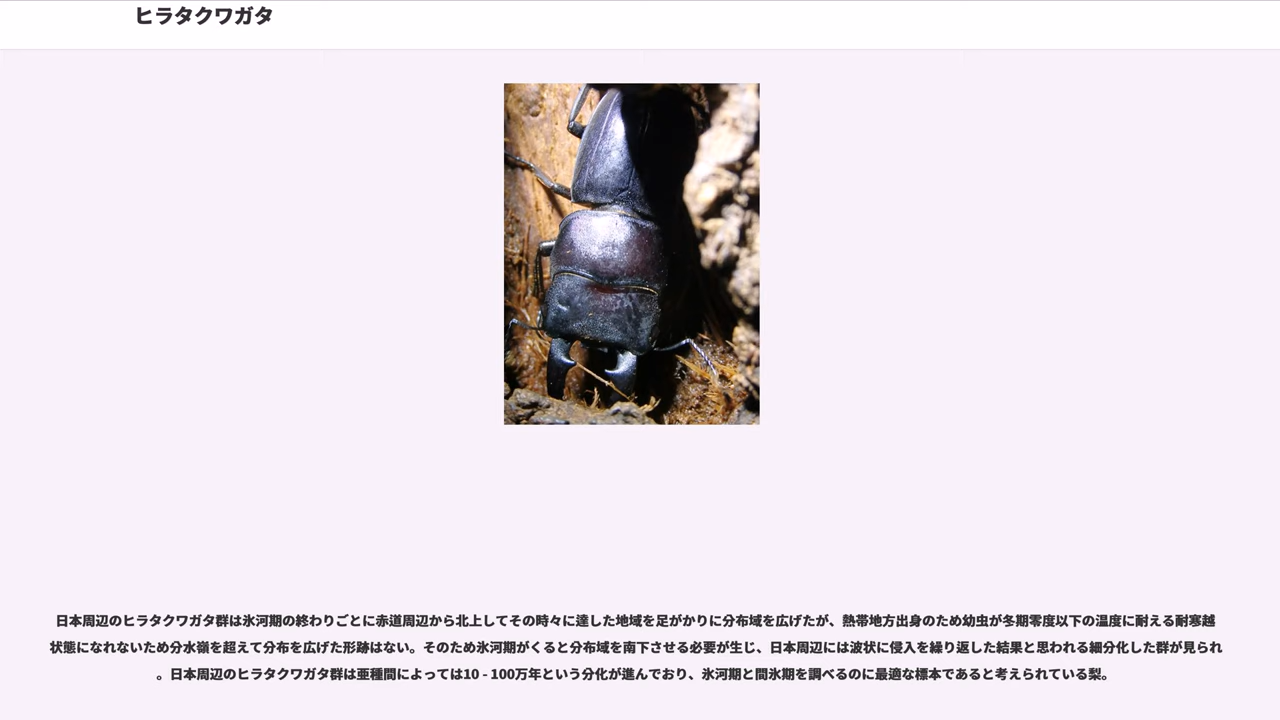 ヒラタクワガタ
日本周辺のヒラタクワガタ群は氷河期の終わりごとに赤道周辺から北上してその時々に達した地域を足がかりに分布域を広げたが、熱帯地方出身のため幼虫が冬期零度以下の温度に耐える耐寒越
状態になれないため分水嶺を超えて分布を広げた形跡はない。そのため氷河期がくると分布域を南下させる必要が生じ、日本周辺には波状に侵入を繰り返した結果と思われる細分化した群が見られ
。日本周辺のヒラタクワガタ群は亜種間によっては10 - 100万年という分化が進んでおり、氷河期と間氷期を調べるのに最適な標本であると考えられている梨。